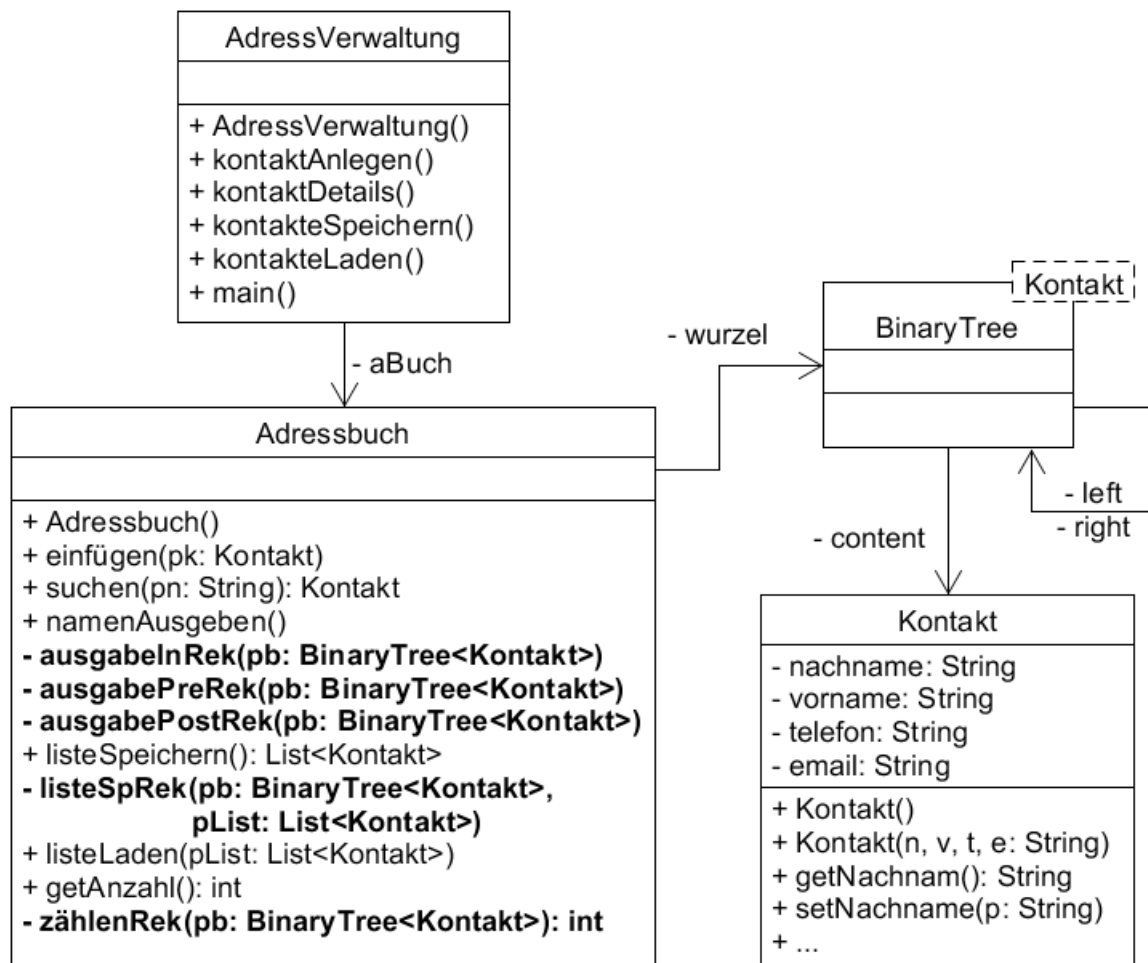 AdressVerwaltung
+ AdressVerwaltung()
+ kontaktAnlegen()
+ kontaktDetails()
+ kontakteSpeichern()
+ kontakteLaden()
+ main()
- aBuch
Adressbuch
+ Adressbuch()
+ einfügen(pk: Kontakt)
+ suchen(pn: String): Kontakt
+ namenAusgeben()
- ausgabeInRek(pb: BinaryTree<Kontakt>)
- ausgabePreRek(pb: BinaryTree<Kontakt>)
- ausgabePostRek(pb: BinaryTree<Kontakt>)
+ listeSpeichern(): List<Kontakt>
- listeSpRek(pb: BinaryTree<Kontakt>,
pList: List<Kontakt>)
+ listeLaden(pList: List<Kontakt>)
+ getAnzahl(): int
- zählenRek(pb: BinaryTree<Kontakt>): int
- wurzel
Kontakt
BinaryTree
- left
- right
- content
Kontakt
- nachname: String
- vorname: String
- telefon: String
- email: String
+ Kontakt()
+ Kontakt(n, v, t, e: String)
+ getNachnam(): String
+ setNachname(p: String)
+ ...